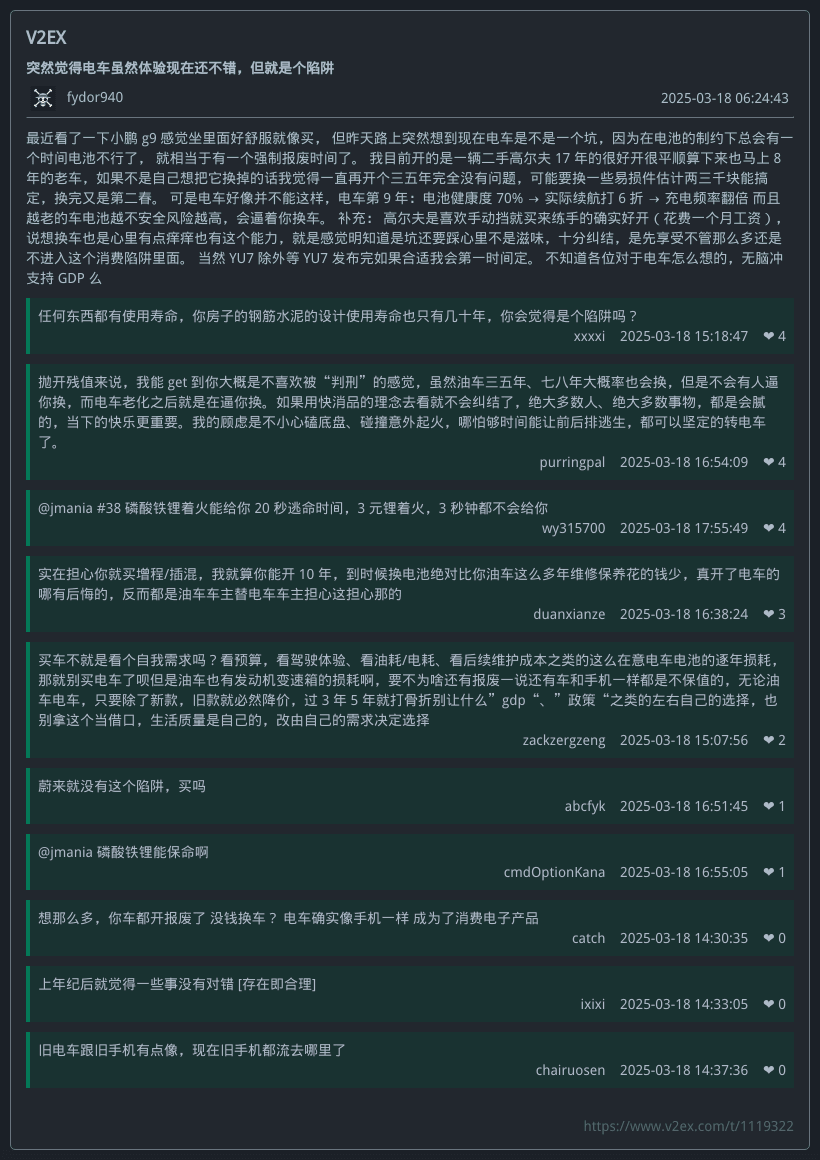 V2EX
突然觉得电车虽然体验现在还不错，但就是个陷阱
fydor940 2025-03-18 06:24:43
最近看了一下小鹏 g9 感觉坐里面好舒服就像买， 但昨天路上突然想到现在电车是不是一个坑，因为在电池的制约下总会有一
个时间电池不行了， 就相当于有一个强制报废时间了。 我目前开的是一辆二手高尔夫 17 年的很好开很平顺算下来也马上 8
年的老车，如果不是自己想把它换掉的话我觉得一直再开个三五年完全没有问题，可能要换一些易损件估计两三千块能搞
定，换完又是第二春。 可是电车好像并不能这样，电车第 9 年：电池健康度 70% → 实际续航打 6 折 → 充电频率翻倍 而且
越老的车电池越不安全风险越高，会逼着你换车。 补充： 高尔夫是喜欢手动挡就买来练手的确实好开（花费一个月工资），
说想换车也是心里有点痒痒也有这个能力，就是感觉明知道是坑还要踩心里不是滋味，十分纠结，是先享受不管那么多还是
不进入这个消费陷阱里面。 当然 YU7 除外等 YU7 发布完如果合适我会第一时间定。 不知道各位对于电车怎么想的，无脑冲
支持 GDP 么
任何东西都有使用寿命，你房子的钢筋水泥的设计使用寿命也只有几十年，你会觉得是个陷阱吗？
xxxxi 2025-03-18 15:18:47 ❤ 4
抛开残值来说，我能 get 到你大概是不喜欢被“判刑”的感觉，虽然油车三五年、七八年大概率也会换，但是不会有人逼
你换，而电车老化之后就是在逼你换。如果用快消品的理念去看就不会纠结了，绝大多数人、绝大多数事物，都是会腻
的，当下的快乐更重要。我的顾虑是不小心磕底盘、碰撞意外起火，哪怕够时间能让前后排逃生，都可以坚定的转电车
了。
purringpal 2025-03-18 16:54:09 ❤ 4
@jmania #38 磷酸铁锂着火能给你 20 秒逃命时间，3 元锂着火，3 秒钟都不会给你
wy315700 2025-03-18 17:55:49 ❤ 4
实在担心你就买增程/插混，我就算你能开 10 年，到时候换电池绝对比你油车这么多年维修保养花的钱少，真开了电车的
哪有后悔的，反而都是油车车主替电车车主担心这担心那的
duanxianze 2025-03-18 16:38:24 ❤ 3
买车不就是看个自我需求吗？看预算，看驾驶体验、看油耗/电耗、看后续维护成本之类的这么在意电车电池的逐年损耗，
那就别买电车了呗但是油车也有发动机变速箱的损耗啊，要不为啥还有报废一说还有车和手机一样都是不保值的，无论油
车电车，只要除了新款，旧款就必然降价，过 3 年 5 年就打骨折别让什么”gdp“、”政策“之类的左右自己的选择，也
别拿这个当借口，生活质量是自己的，改由自己的需求决定选择
zackzergzeng 2025-03-18 15:07:56 ❤ 2
蔚来就没有这个陷阱，买吗
abcfyk 2025-03-18 16:51:45 ❤ 1
@jmania 磷酸铁锂能保命啊
cmdOptionKana 2025-03-18 16:55:05 ❤ 1
想那么多，你车都开报废了 没钱换车？ 电车确实像手机一样 成为了消费电子产品
catch 2025-03-18 14:30:35 ❤ 0
上年纪后就觉得一些事没有对错 [存在即合理]
ixixi 2025-03-18 14:33:05 ❤ 0
旧电车跟旧手机有点像，现在旧手机都流去哪里了
chairuosen 2025-03-18 14:37:36 ❤ 0
https://www.v2ex.com/t/1119322